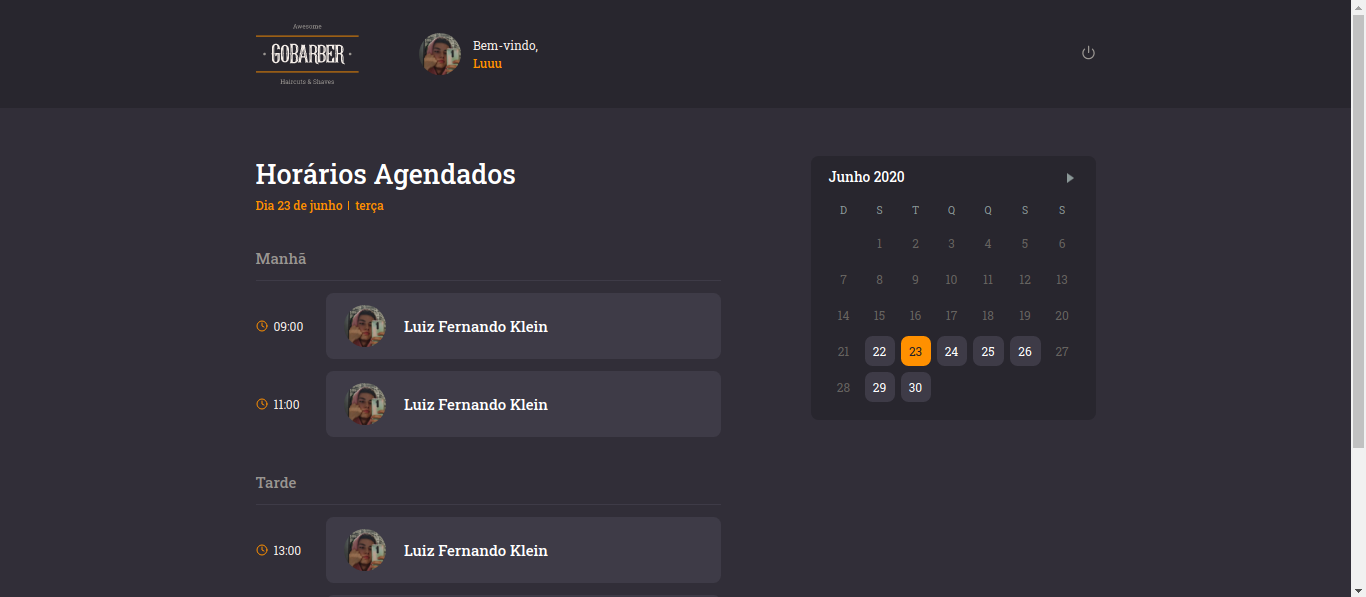 Awesome
· GOBARBER ·
Haircuts & Shaves
Bem-vindo,
Luuu
Horários Agendados
Dia 23 de junho | terça
Manhã
09:00 Luiz Fernando Klein
11:00 Luiz Fernando Klein
Tarde
13:00 Luiz Fernando Klein
Junho 2020
D S T Q Q S S
1 2 3 4 5 6
7 8 9 10 11 12 13
14 15 16 17 18 19 20
21 22 23 24 25 26 27
28 29 30